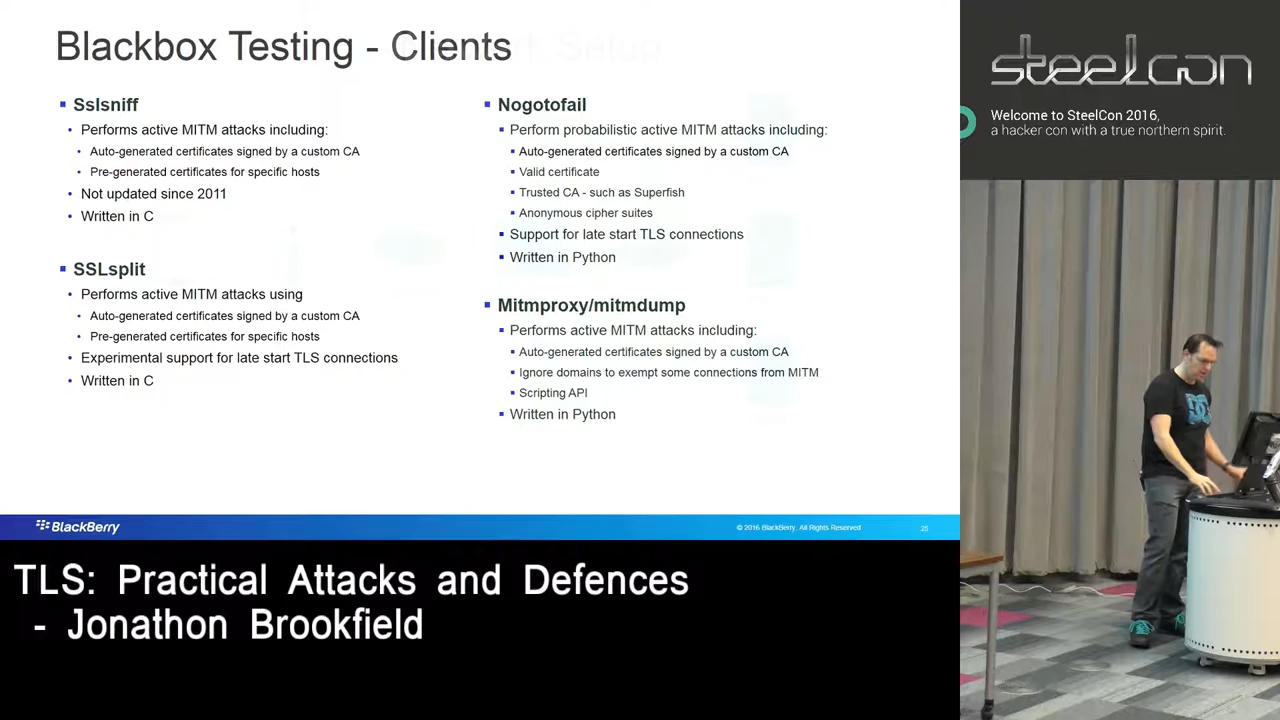 Blackbox Testing - Clients
Setup
▪ Sslsniff
• Performs active MITM attacks including:
• Auto-generated certificates signed by a custom CA
• Pre-generated certificates for specific hosts
• Not updated since 2011
• Written in C
▪ SSLsplit
• Performs active MITM attacks using
• Auto-generated certificates signed by a custom CA
• Pre-generated certificates for specific hosts
• Experimental support for late start TLS connections
• Written in C
▪ Nogotofail
▪ Perform probabilistic active MITM attacks including:
▪ Auto-generated certificates signed by a custom CA
▪ Valid certificate
▪ Trusted CA - such as Superfish
▪ Anonymous cipher suites
▪ Support for late start TLS connections
▪ Written in Python
▪ Mitmproxy/mitmdump
▪ Performs active MITM attacks including:
▪ Auto-generated certificates signed by a custom CA
▪ Ignore domains to exempt some connections from MITM
▪ Scripting API
▪ Written in Python
BlackBerry
© 2016 BlackBerry. All Rights Reserved
25
steelcon
Welcome to SteelCon 2016,
a hacker con with a true northern spirit.
TLS: Practical Attacks and Defences
- Jonathon Brookfield